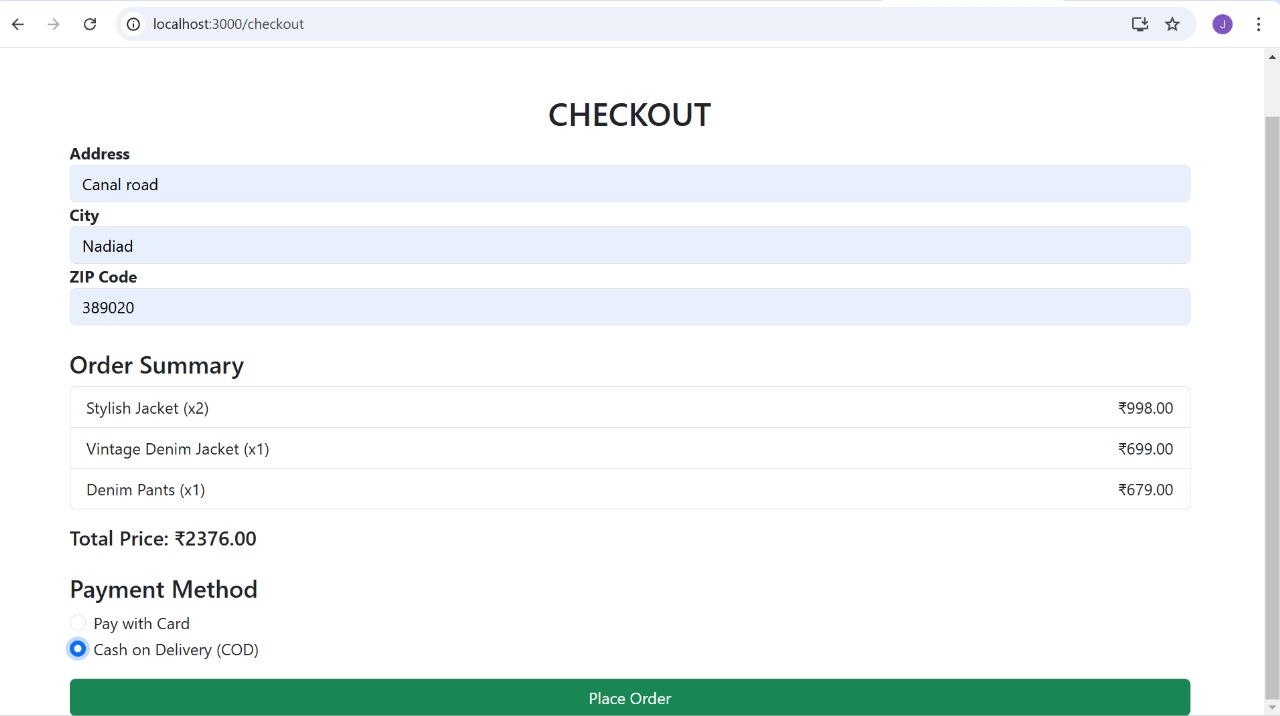 localhost:3000/checkout
J
CHECKOUT
Address
Canal road
City
Nadiad
ZIP Code
389020
Order Summary
Stylish Jacket (x2) ₹998.00
Vintage Denim Jacket (x1) ₹699.00
Denim Pants (x1) ₹679.00
Total Price: ₹2376.00
Payment Method
Pay with Card
Cash on Delivery (COD)
Place Order